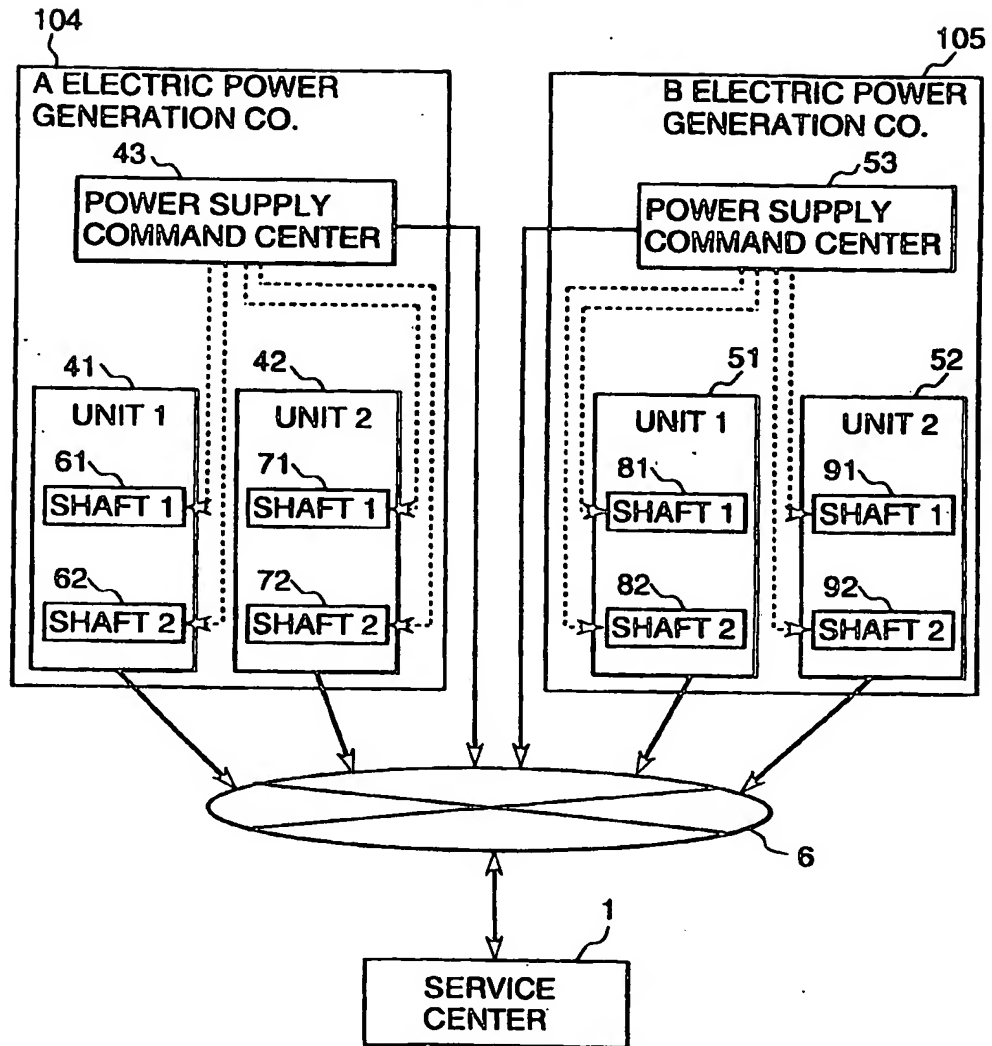 104
105
A ELECTRIC POWER
GENERATION CO.
B ELECTRIC POWER
GENERATION CO.
43
POWER SUPPLY
COMMAND CENTER
53
POWER SUPPLY
COMMAND CENTER
41
UNIT 1
61
SHAFT 1
62
SHAFT 2
42
UNIT 2
71
SHAFT 1
72
SHAFT 2
51
UNIT 1
81
SHAFT 1
82
SHAFT 2
52
UNIT 2
91
SHAFT 1
92
SHAFT 2
6
1
SERVICE
CENTER